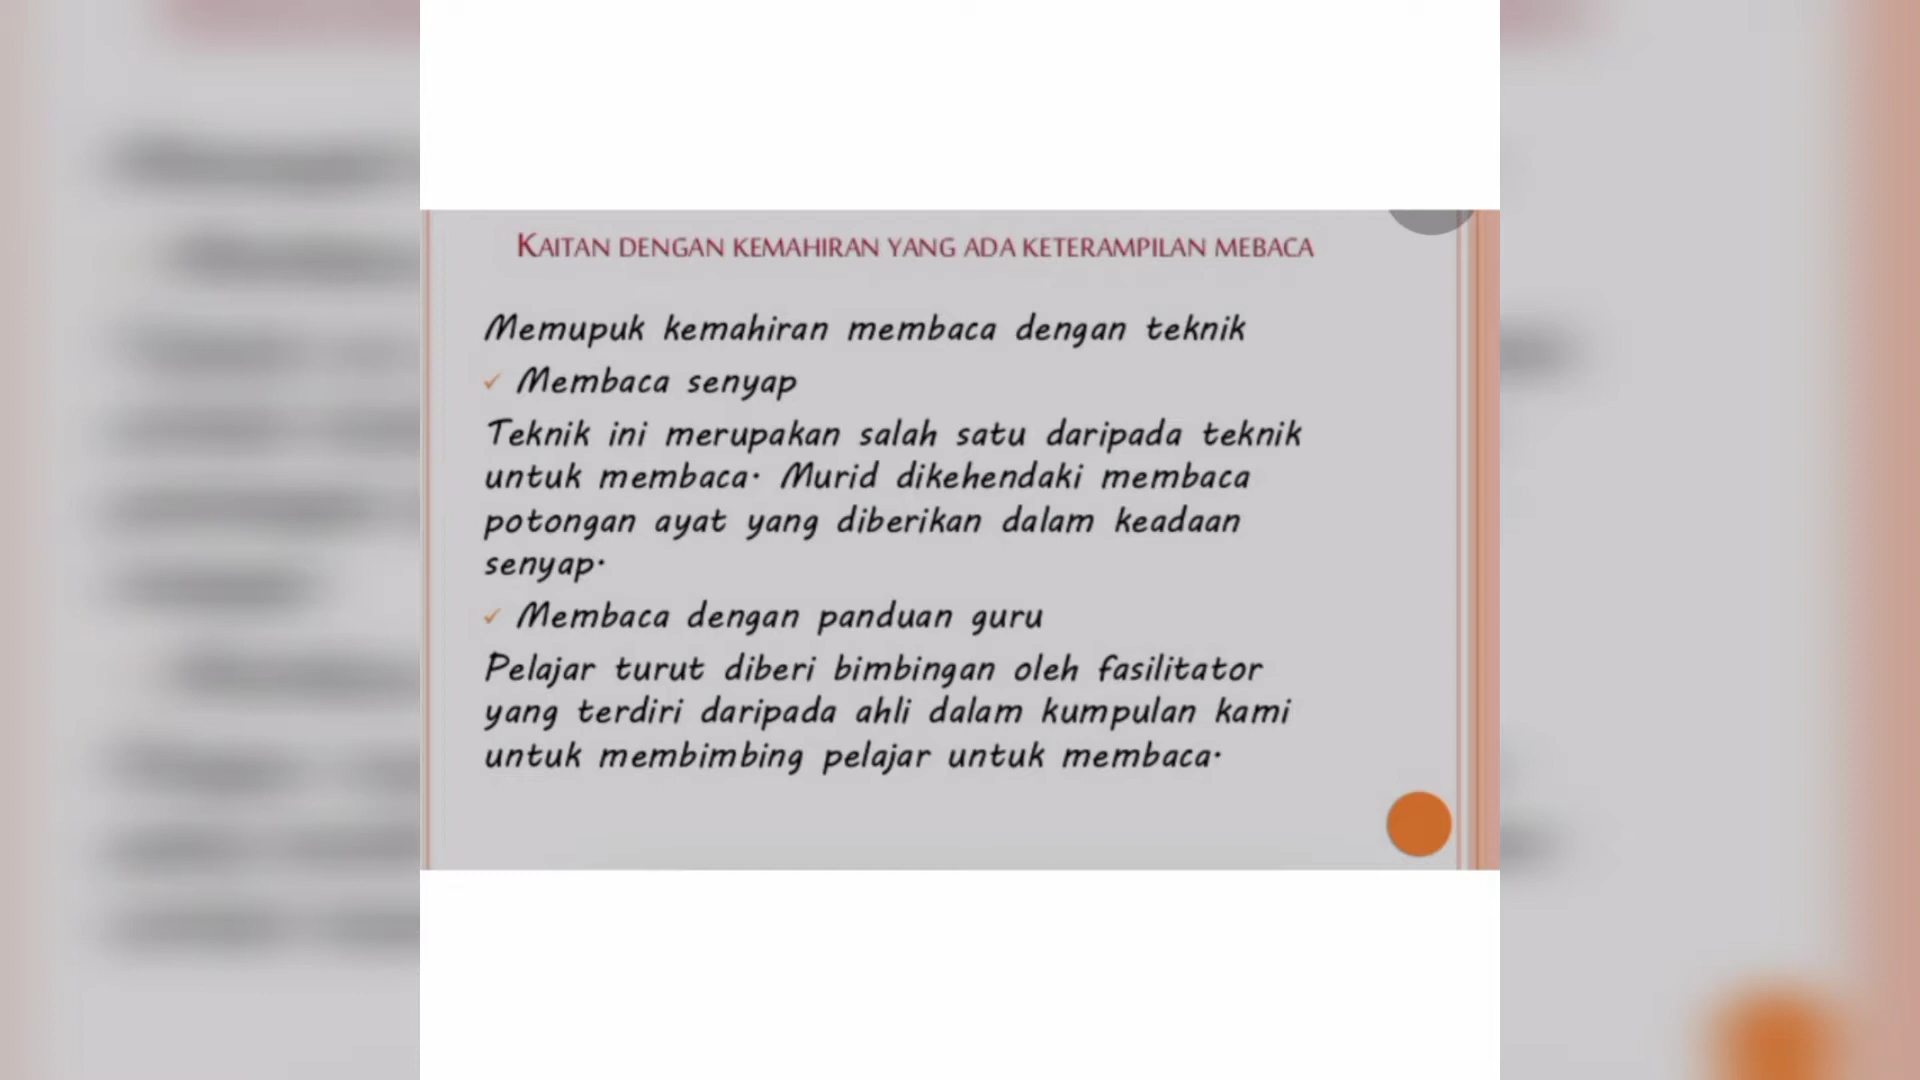 KAITAN DENGAN KEMAHIRAN YANG ADA KETERAMPILAN MEBACA
Memupuk kemahiran membaca dengan teknik
✓ Membaca senyap
Teknik ini merupakan salah satu daripada teknik
untuk membaca. Murid dikehendaki membaca
potongan ayat yang diberikan dalam keadaan
senyap.
✓ Membaca dengan panduan guru
Pelajar turut diberi bimbingan oleh fasilitator
yang terdiri daripada ahli dalam kumpulan kami
untuk membimbing pelajar untuk membaca.